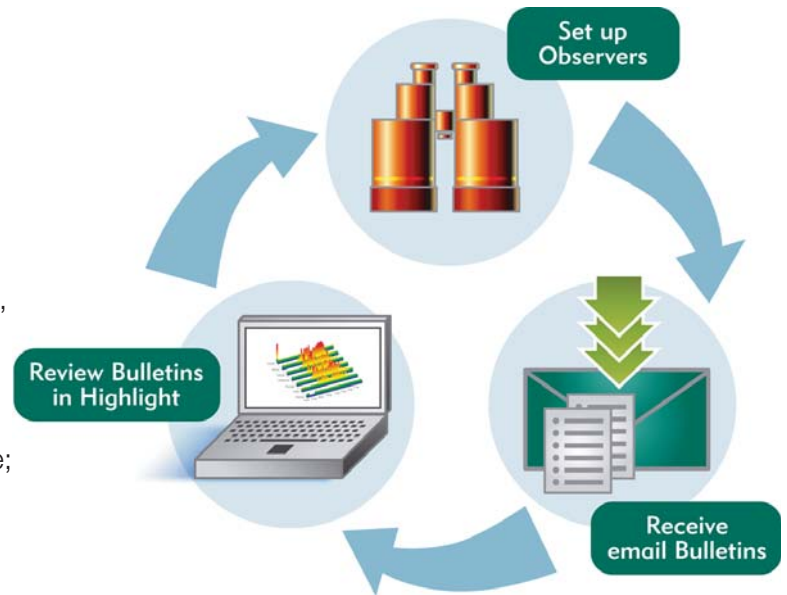 Set up
Observers
,
Review Bulletins
in Highlight
e;
Receive
email Bulletins